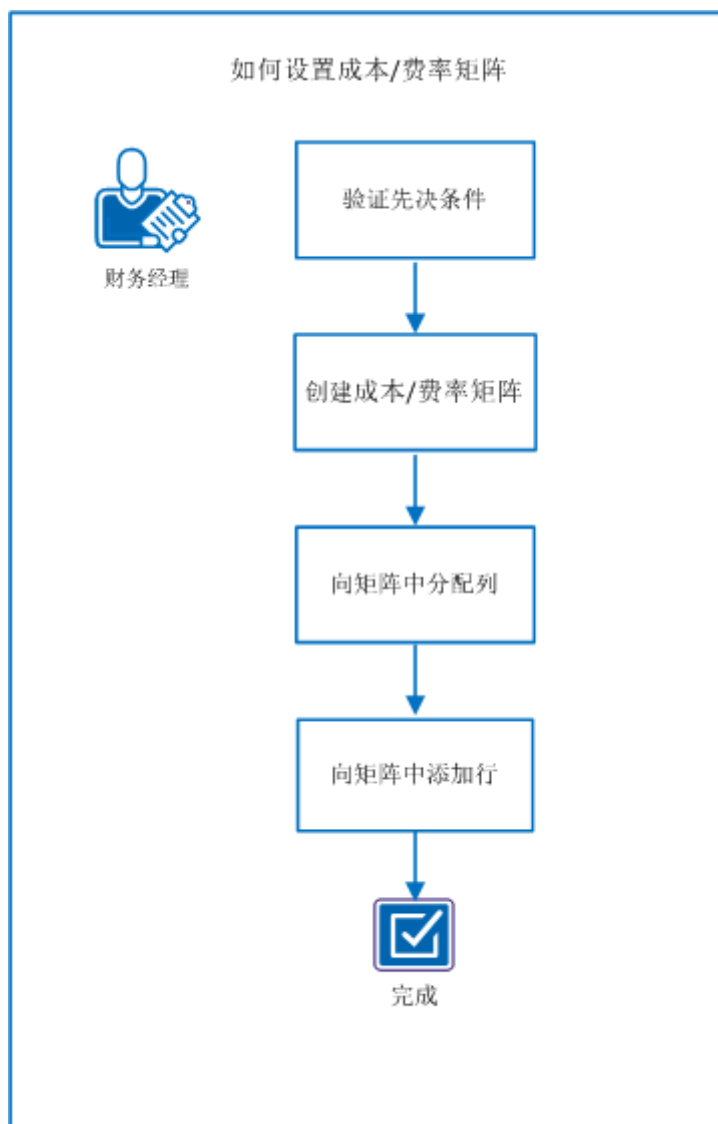 如何设置成本/费率矩阵
验证先决条件
财务经理
创建成本/费率矩阵
向矩阵中分配列
向矩阵中添加行
完成